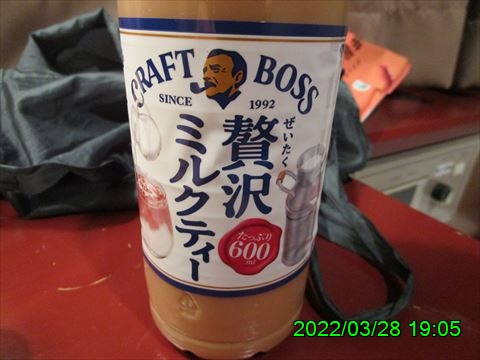 CRAFT BOSS
SINCE 1992
ぜいたく
贅沢
ミルクティー
たっぷり
600
ml
2022/03/28 19:05